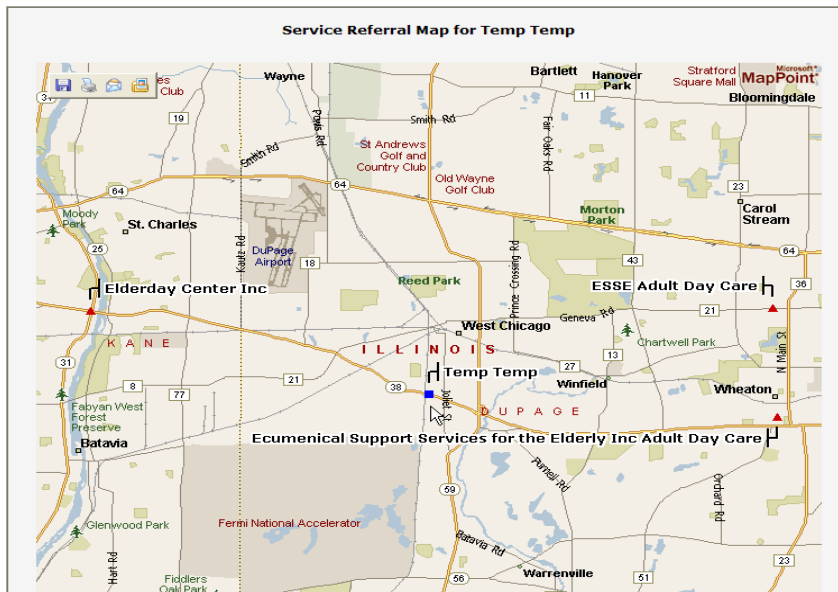 Service Referral Map for Temp Temp
es
Club
31
19
Wayne
Powis Rd
Smith Rd
Bartlett
Hanover
Park
11
Stratford
Square Mall
Microsoft®
MapPoint®
Bloomingdale
Smith Rd
St Andrews
Golf and
Country Club
Fair Oaks Rd
64
64
Old Wayne
Golf Club
23
Carol
Stream
Morton
Park
Moody
Park
St. Charles
25
Kautz Rd
DuPage
Airport
18
Reed Park
Prince Crossing Rd
43
64
36
Elderday Center Inc
ESSE Adult Day Care
Geneva Rd
21
West Chicago
Chartwell Park
N Main St
KANE
ILLINOIS
31
8
77
21
38
Temp Temp
Joliet St
27
13
Winfield
Wheaton
DUPAGE
Fabyan West
Forest
Preserve
Batavia
Ecumenical Support Services for the Elderly Inc Adult Day Care
Purnell Rd
Orchard Rd
59
Glenwood Park
Fermi National Accelerator
Batavia Rd
Hart Rd
Fiddlers
Oak Park
56
Warrenville
51
23